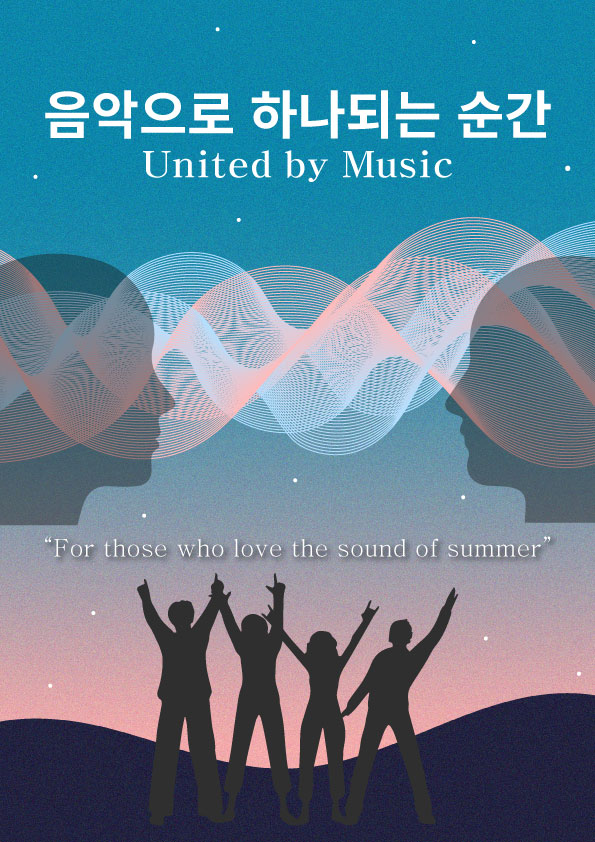 음악으로 하나되는 순간
United by Music
“For those who love the sound of summer”